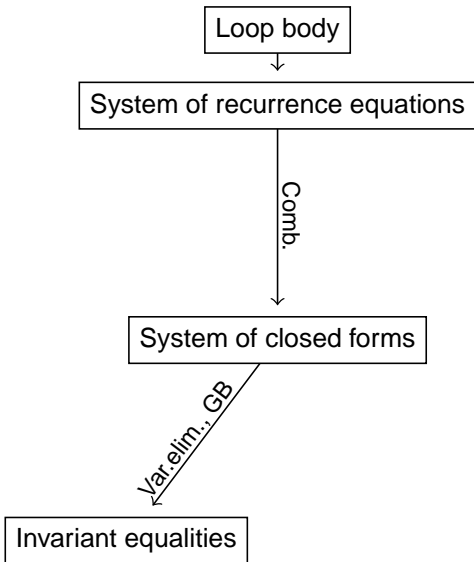 Loop body
System of recurrence equations
Comb.
System of closed forms
Var.elim., GB
Invariant equalities